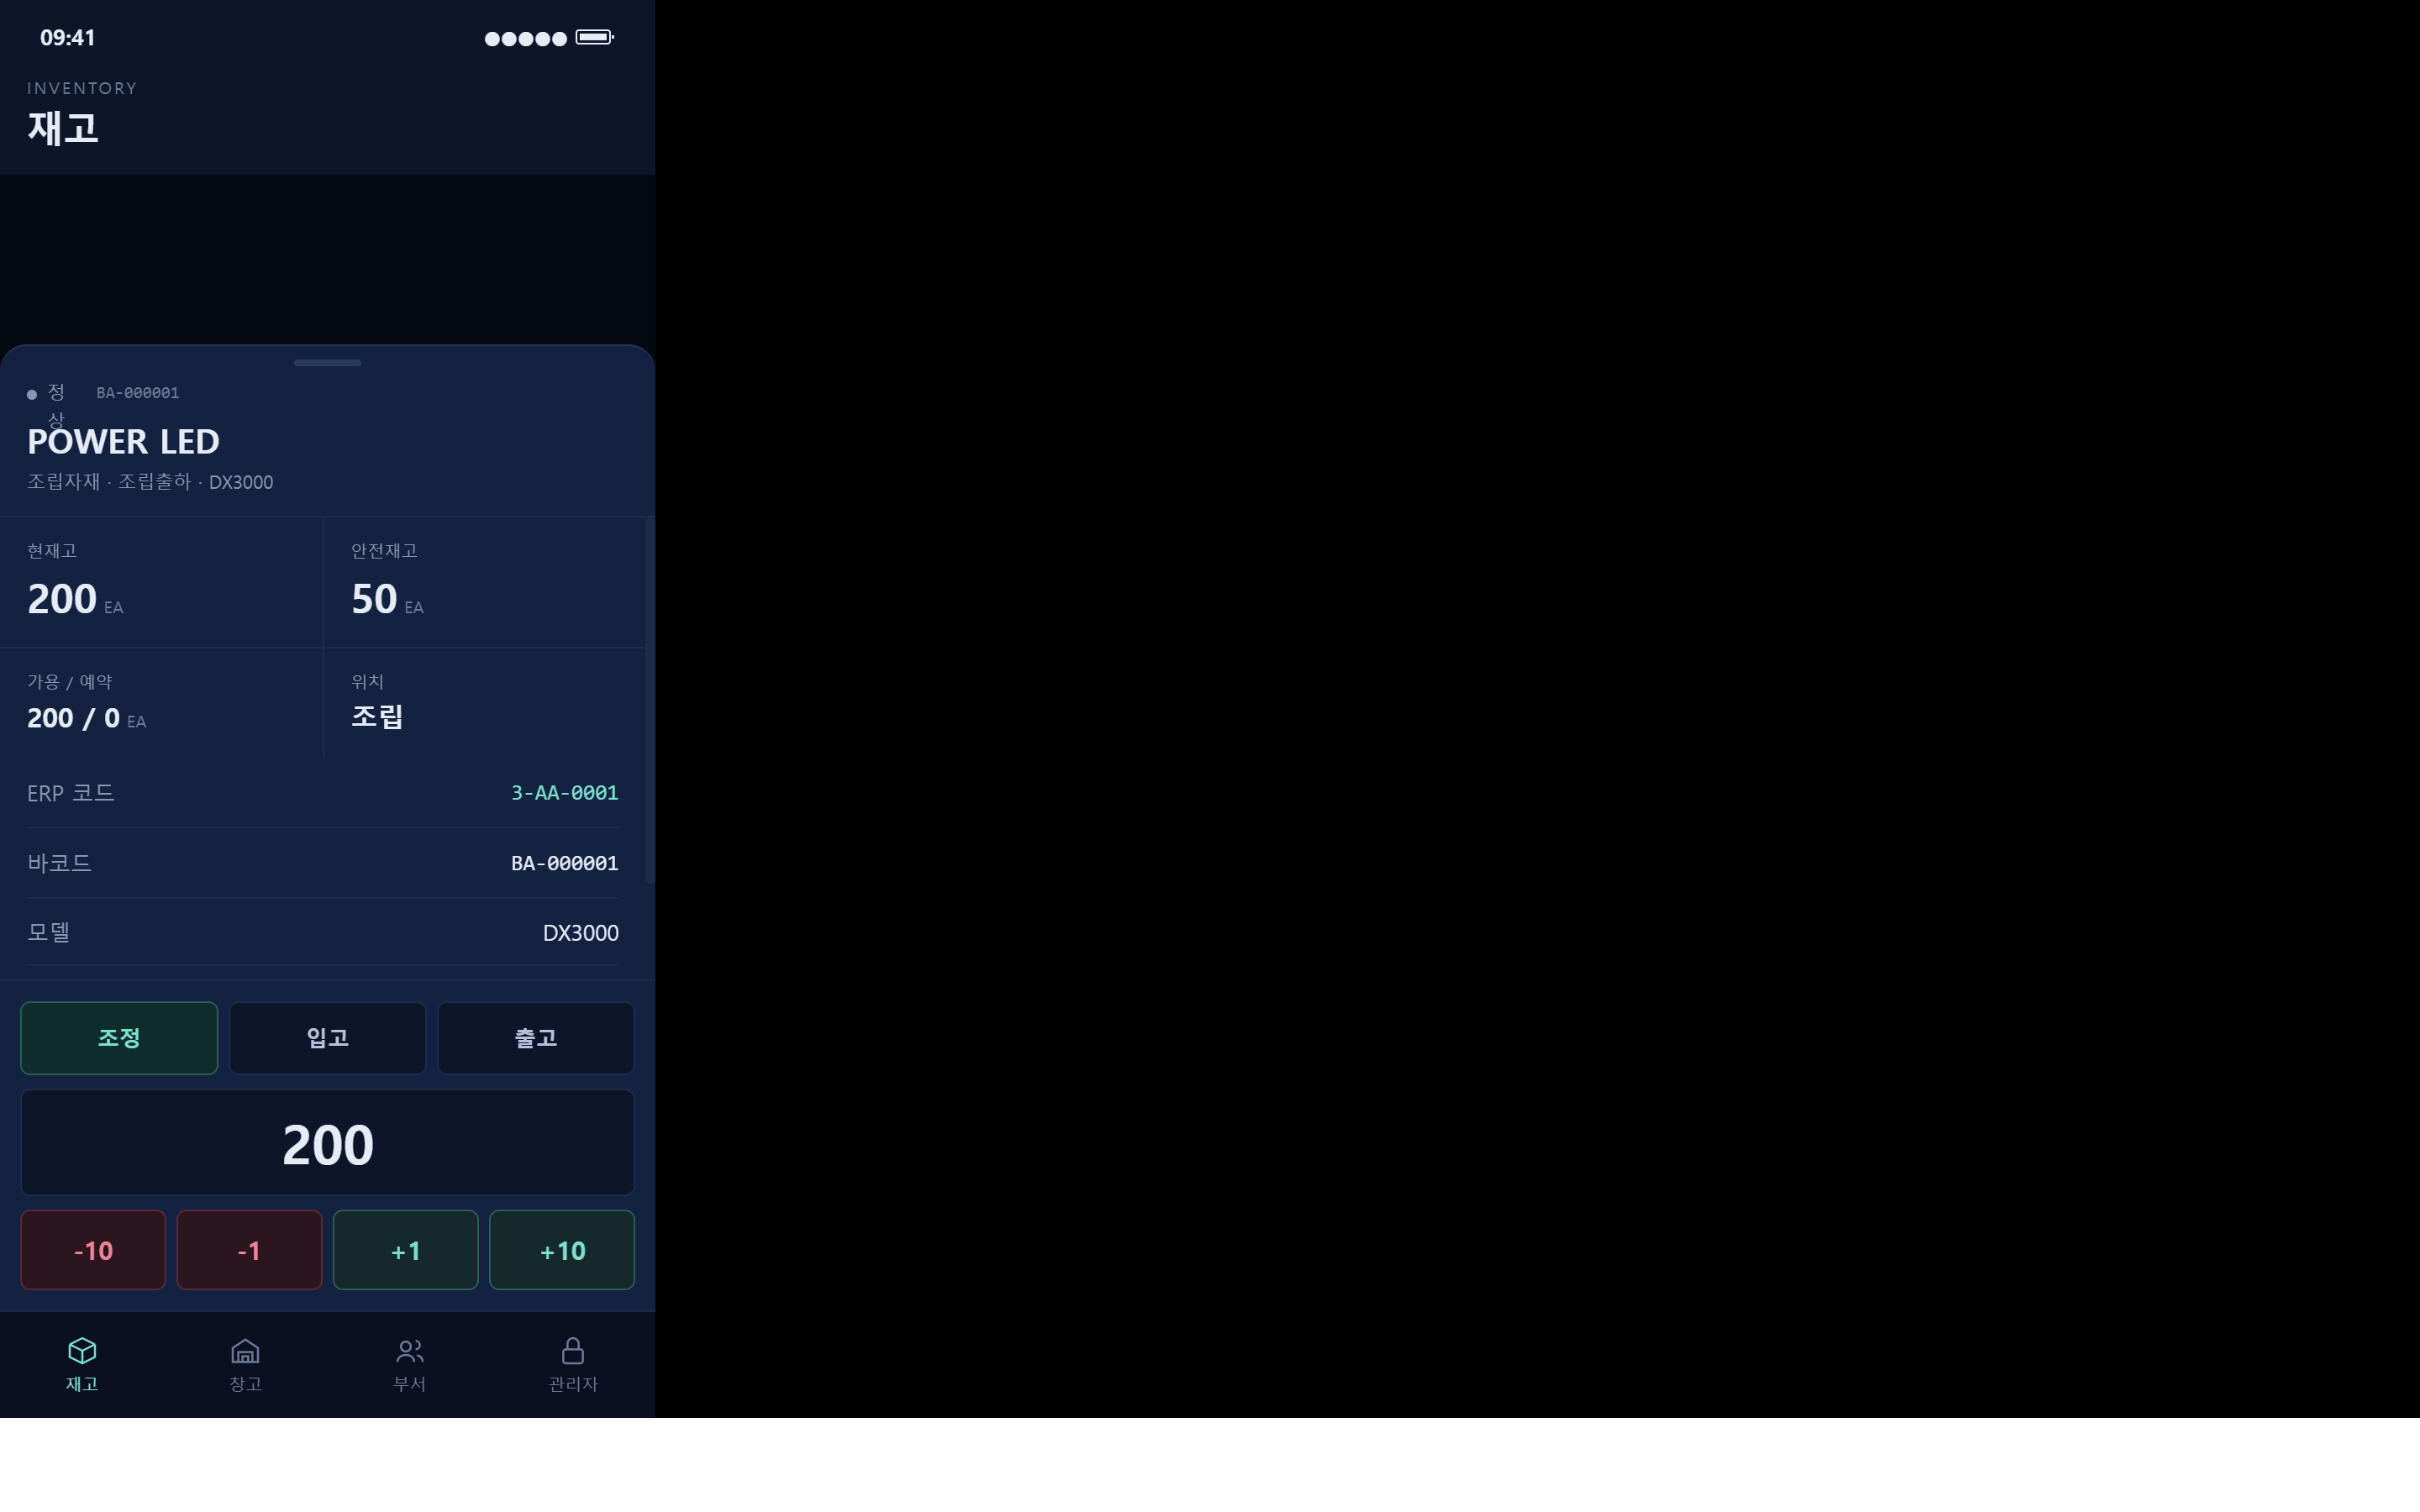 09:41
INVENTORY
재고
정상 BA-000001
POWER LED
조립자재 · 조립출하 · DX3000
현재고 안전재고
200 EA 50 EA
가용 / 예약 위치
200 / 0 EA 조립
ERP 코드 3-AA-0001
바코드 BA-000001
모델 DX3000
조정 입고 출고
200
-10 -1 +1 +10
재고 창고 부서 관리자